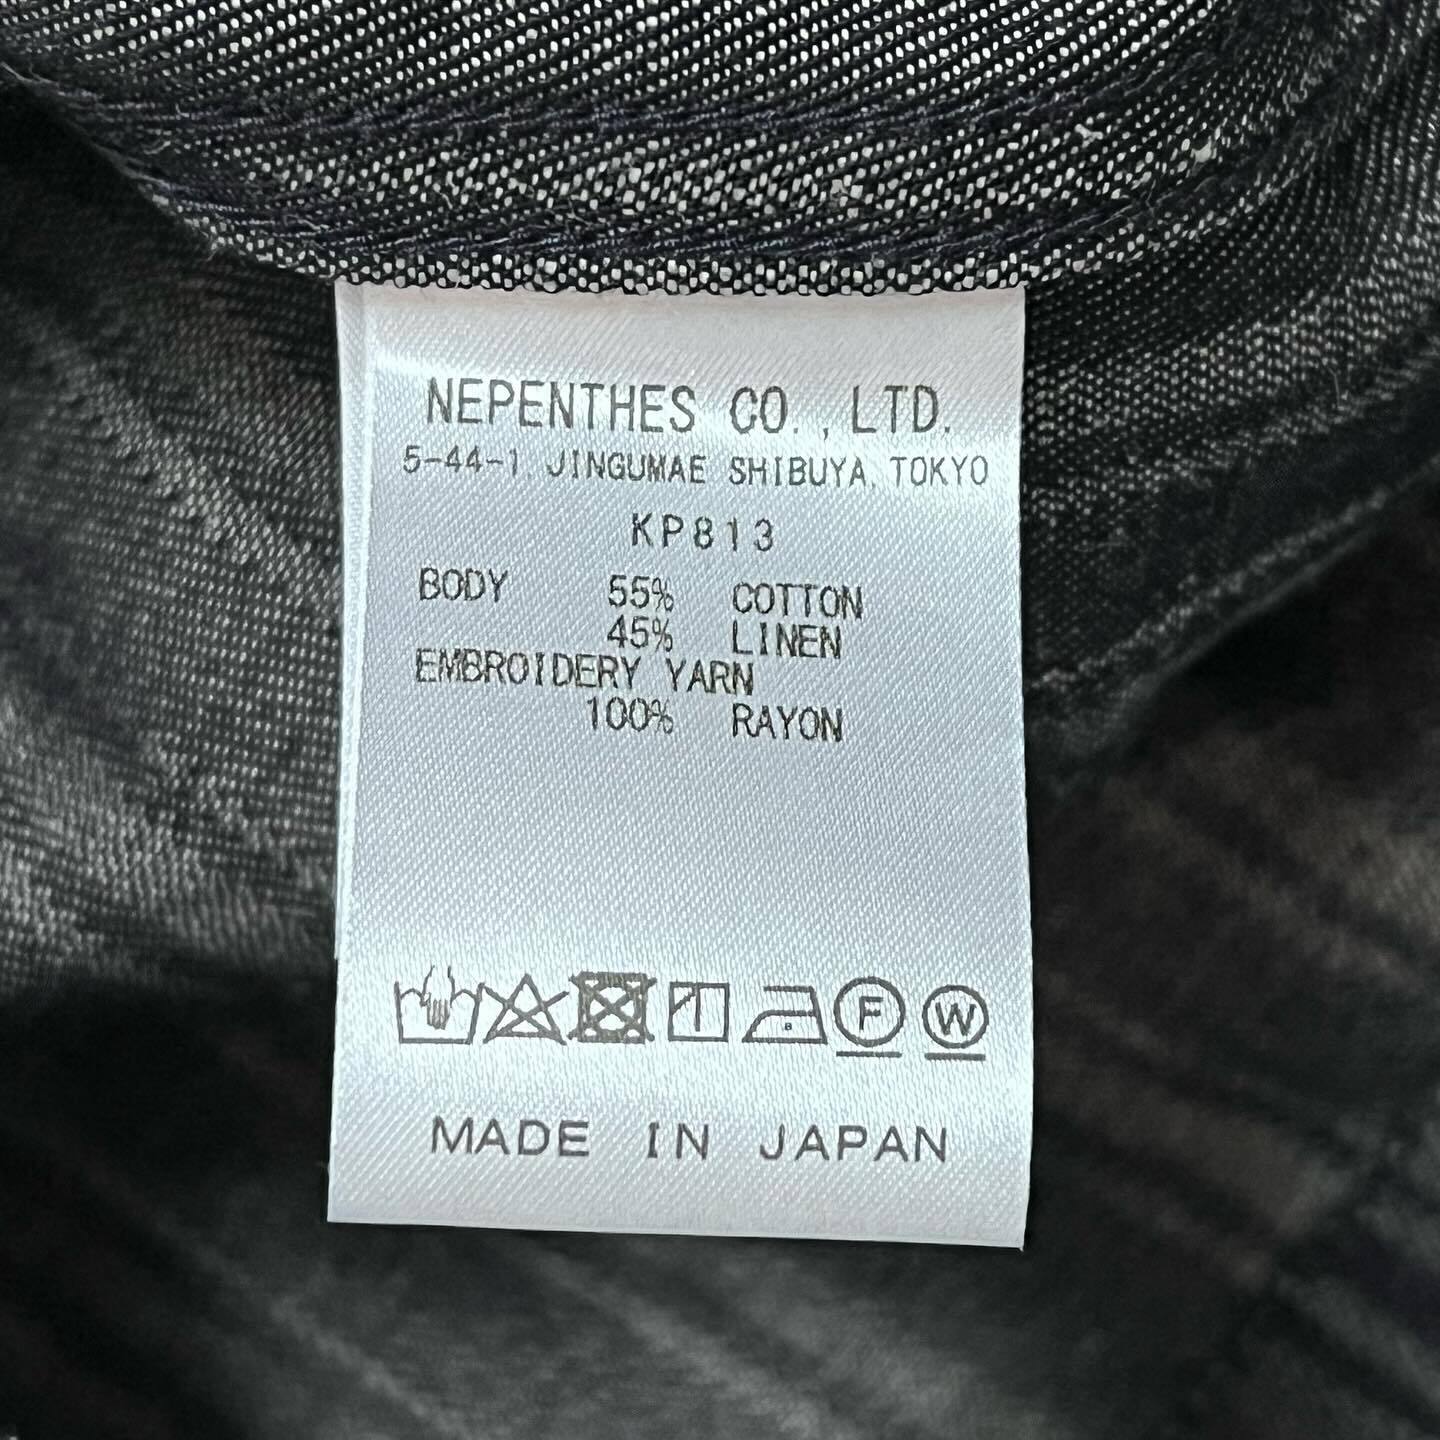 NEPENTHES CO., LTD.
5-44-1, JINGUMAE SHIBUYA, TOKYO
KP813
BODY 55% COTTON
45% LINEN
EMBROIDERY YARN
100% RAYON
F W
MADE IN JAPAN